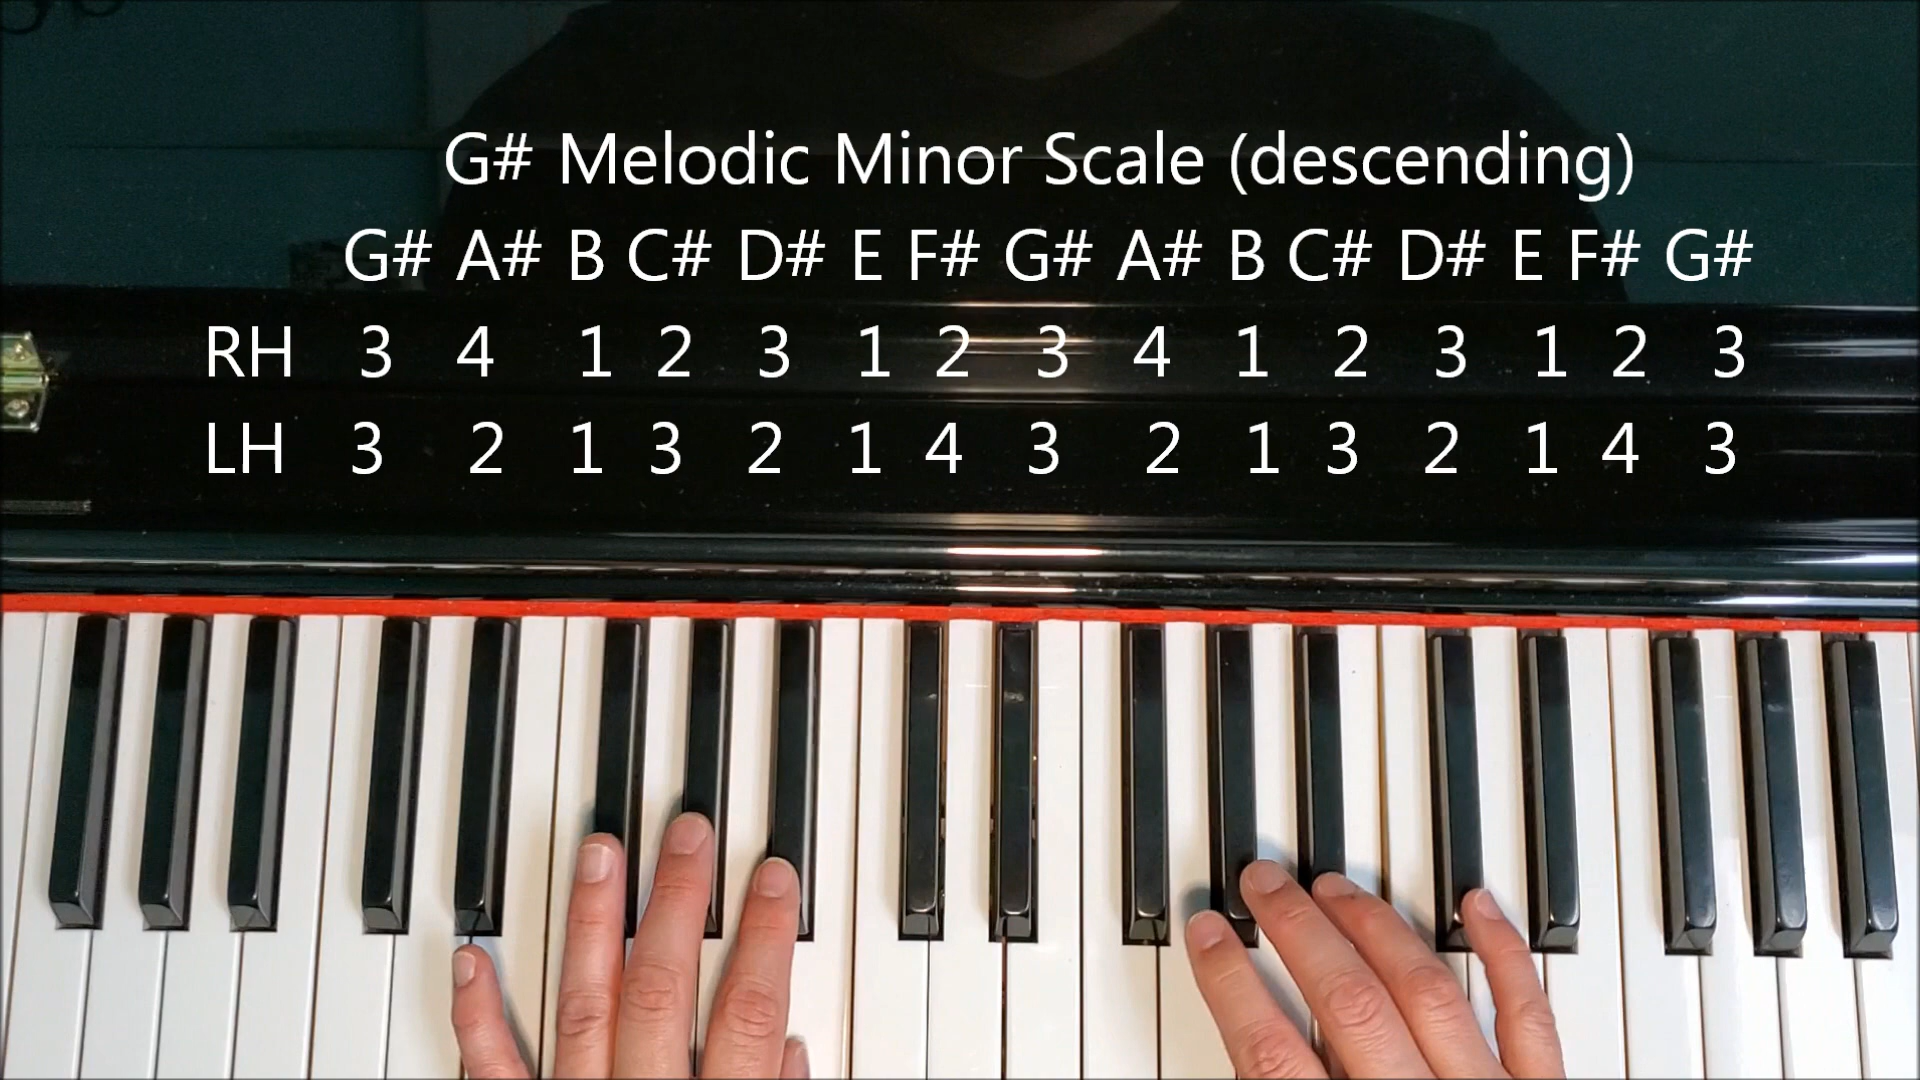 G# Melodic Minor Scale (descending)
G# A# B C# D# E F# G# A# B C# D# E F# G#
RH 3 4 1 2 3 1 2 3 4 1 2 3 1 2 3
LH 3 2 1 3 2 1 4 3 2 1 3 2 1 4 3